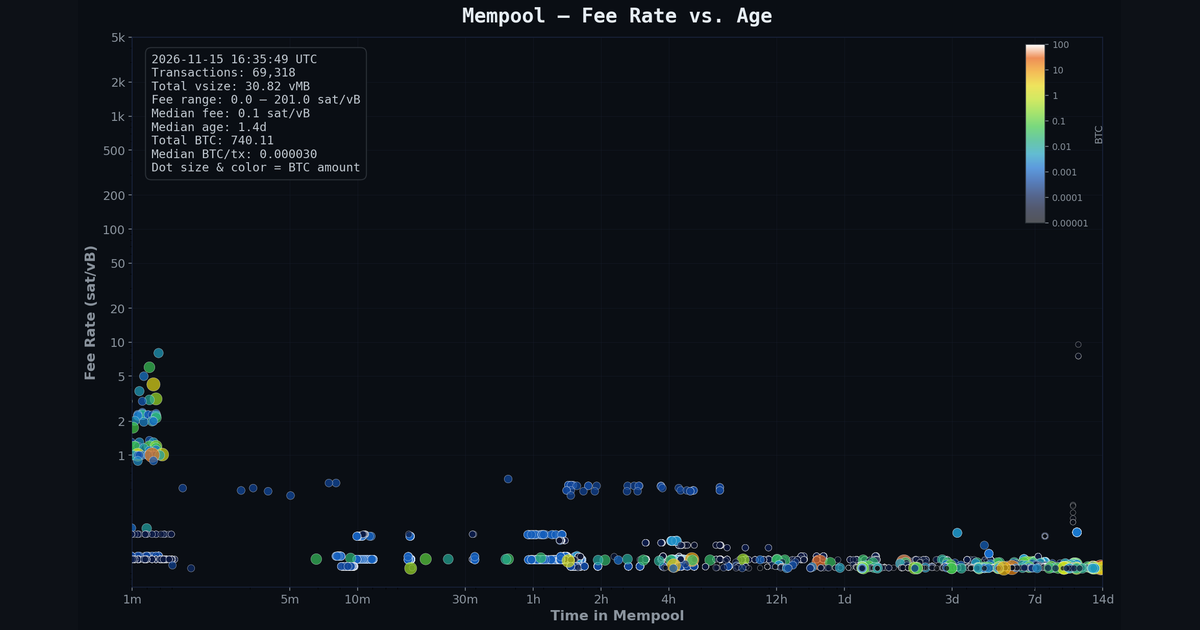 Mempool — Fee Rate vs. Age
2026-11-15 16:35:49 UTC
Transactions: 69,318
Total vsize: 30.82 vMB
Fee range: 0.0 – 201.0 sat/vB
Median fee: 0.1 sat/vB
Median age: 1.4d
Total BTC: 740.11
Median BTC/tx: 0.000030
Dot size & color = BTC amount
5k
2k
1k
500
200
100
50
20
10
5
2
1
Fee Rate (sat/vB)
100
10
1
0.1
0.01
0.001
0.0001
0.00001
BTC
1m 5m 10m 30m 1h 2h 4h 12h 1d 3d 7d 14d
Time in Mempool